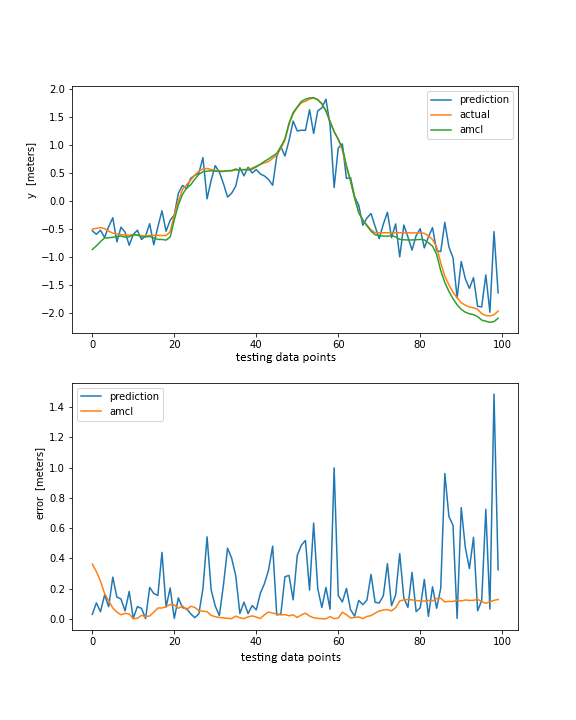 2.0
1.5
1.0
0.5
0.0
−0.5
−1.0
−1.5
−2.0
y [meters]
prediction
actual
amcl
0 20 40 60 80 100
testing data points
1.4
1.2
1.0
0.8
0.6
0.4
0.2
0.0
error [meters]
prediction
amcl
0 20 40 60 80 100
testing data points